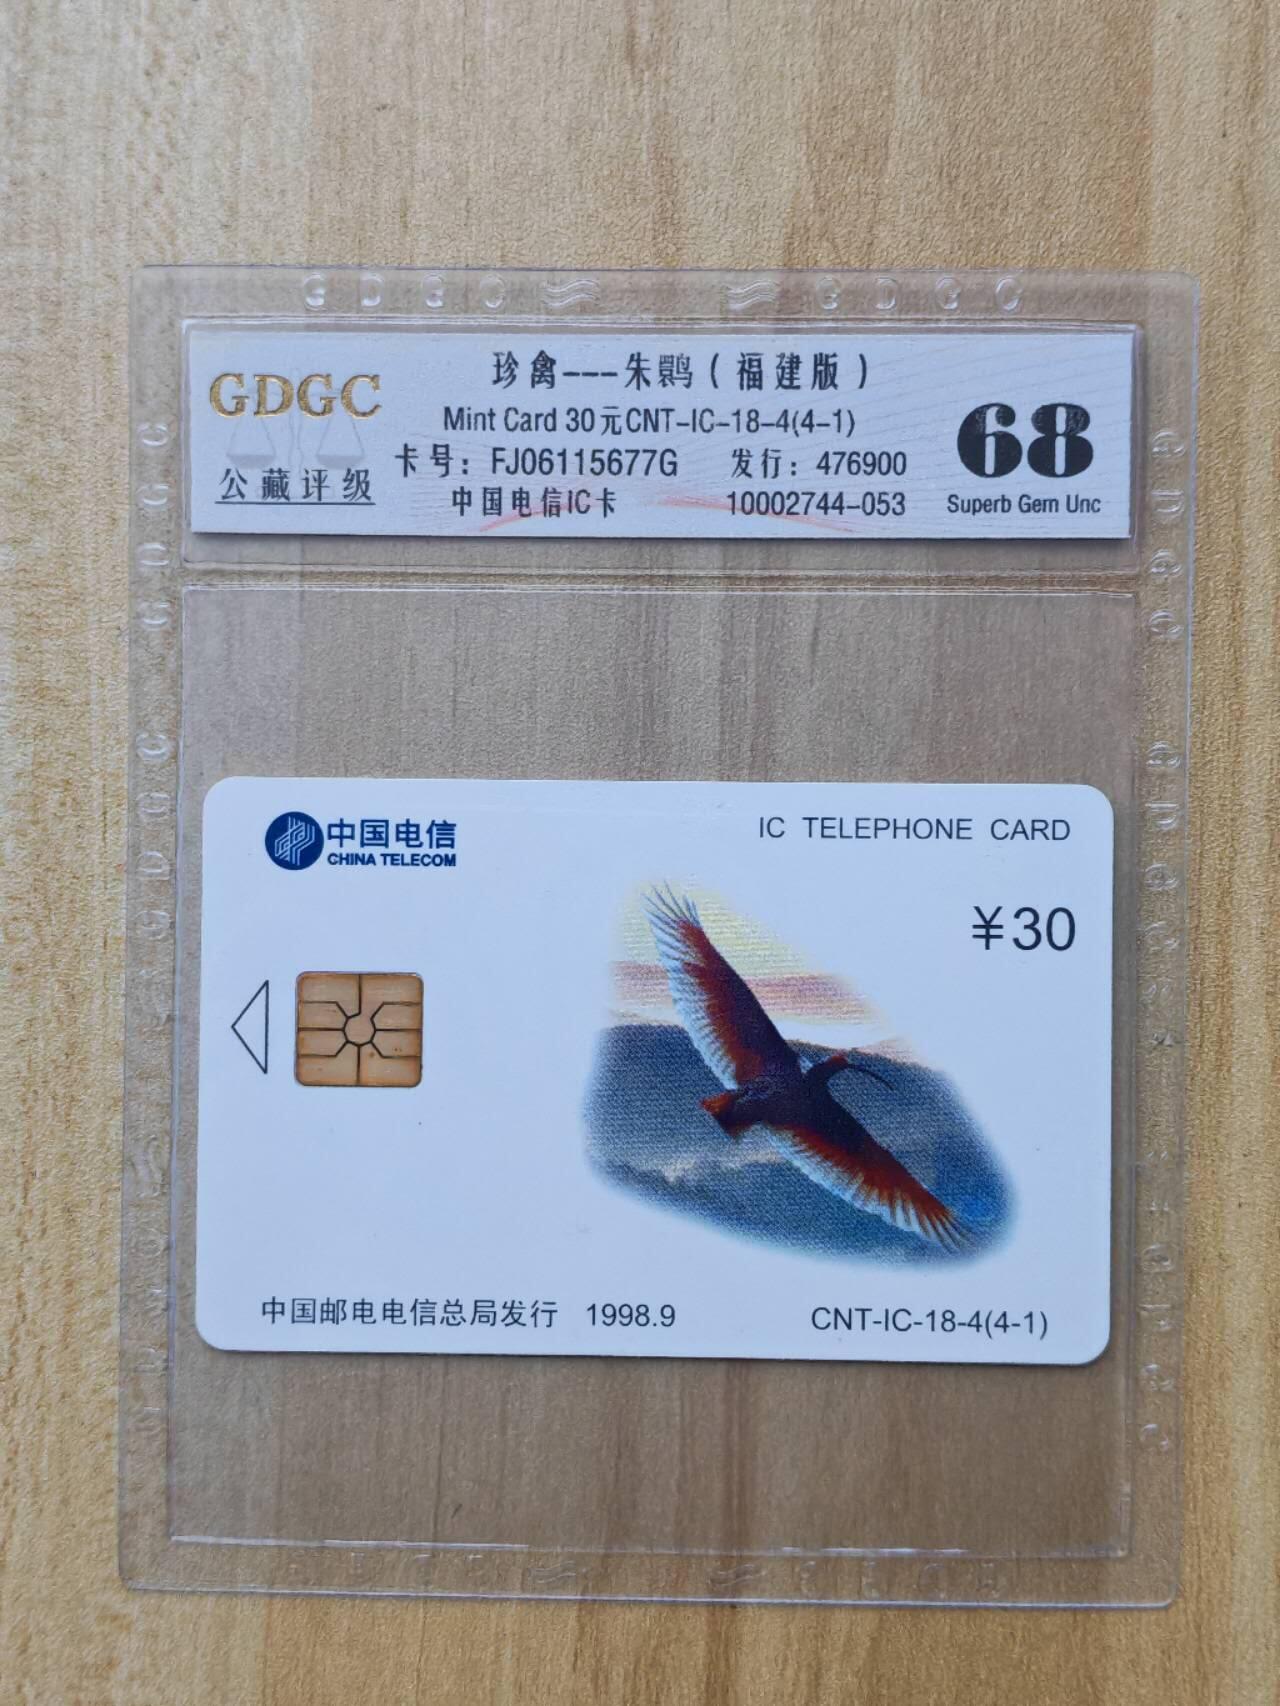 GDGC
GDGC
珍禽---朱鹮（福建版）
GDGC
Mint Card 30元CNT-IC-18-4(4-1)
68
卡号：FJ06115677G 发行：476900
公藏评级
中国电信IC卡 10002744-053
Superb Gem Unc
中国电信
CHINA TELECOM
IC TELEPHONE CARD
¥30
中国邮电电信总局发行 1998.9
CNT-IC-18-4(4-1)